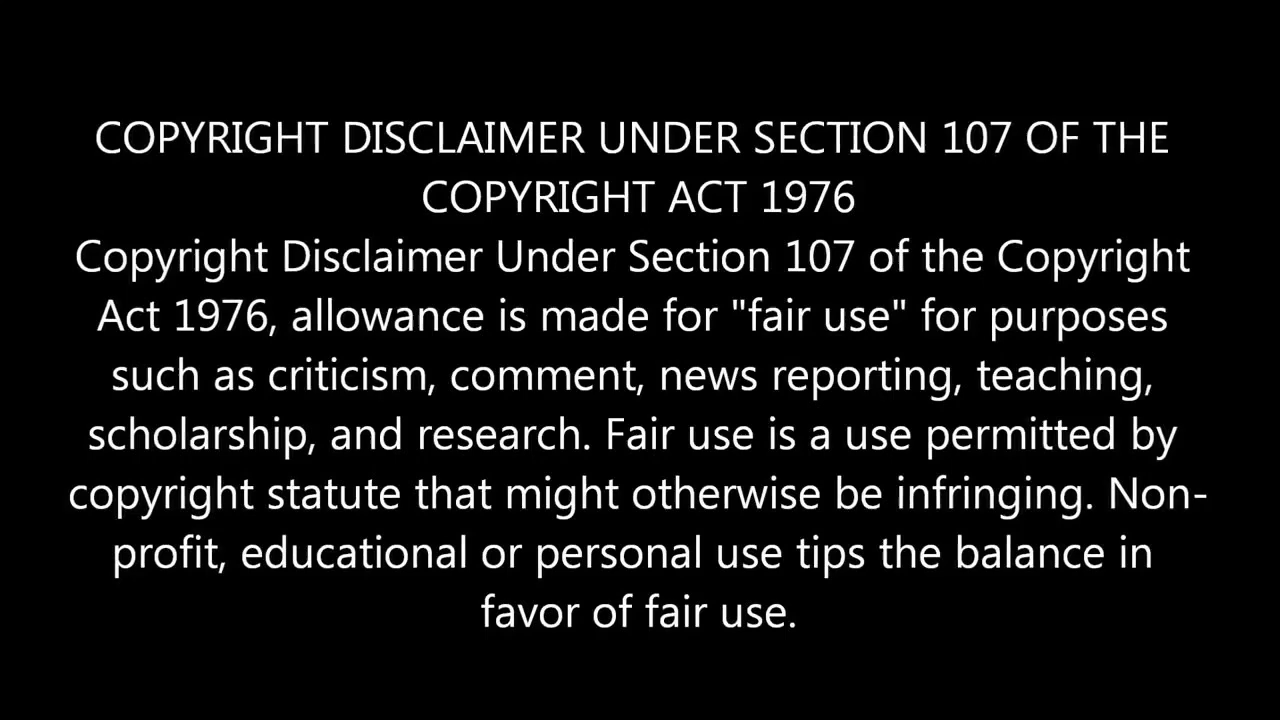 COPYRIGHT DISCLAIMER UNDER SECTION 107 OF THE
COPYRIGHT ACT 1976
Copyright Disclaimer Under Section 107 of the Copyright
Act 1976, allowance is made for "fair use" for purposes
such as criticism, comment, news reporting, teaching,
scholarship, and research. Fair use is a use permitted by
copyright statute that might otherwise be infringing. Non-
profit, educational or personal use tips the balance in
favor of fair use.